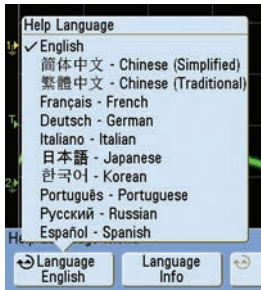 Help Language
✓ English
简体中文 - Chinese (Simplified)
繁體中文 - Chinese (Traditional)
Français - French
Deutsch - German
Italiano - Italian
日本語 - Japanese
한국어 - Korean
Português - Portuguese
Русский - Russian
Español - Spanish
Language
English
Language
Info